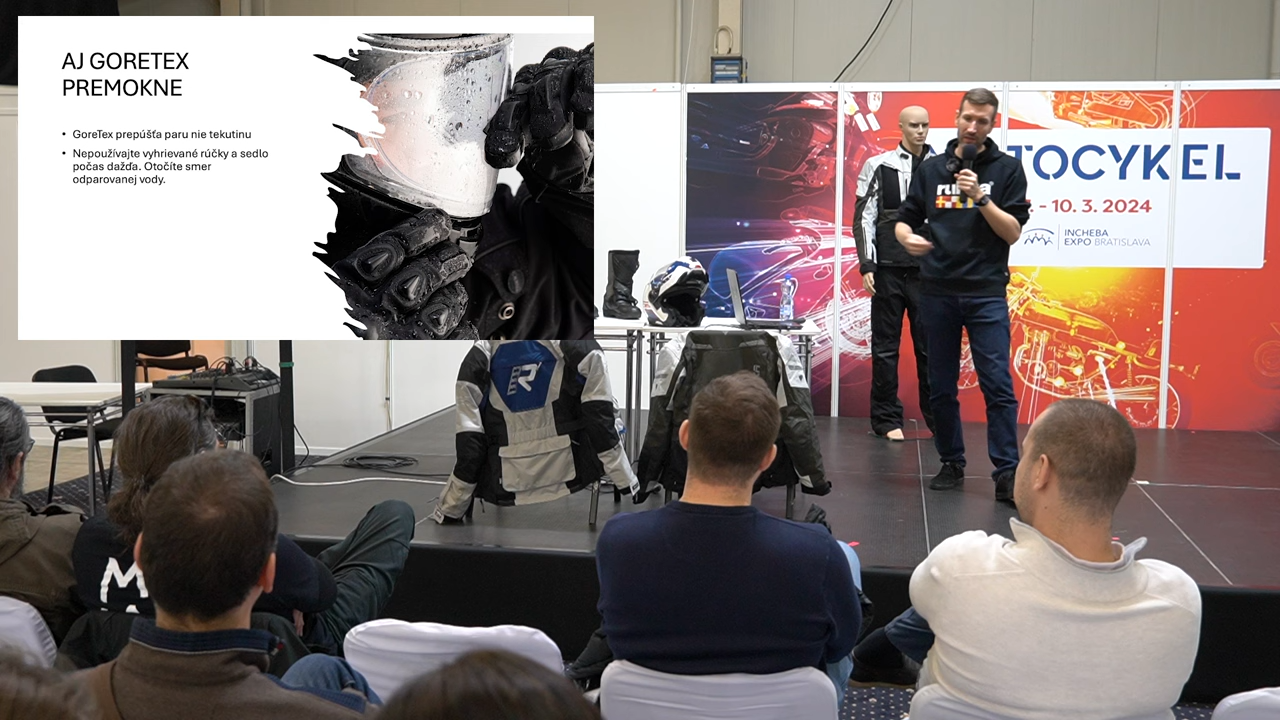 AJ GORETEX
PREMOKNE
• GoreTex prepúšťa paru nie tekutinu
• Nepoužívajte vyhrievané rúčky a sedlo
počas dažďa. Otočíte smer
odparovanej vody.
TOCYKEL
- 10. 3. 2024
INCHEBA
EXPO BRATISLAVA